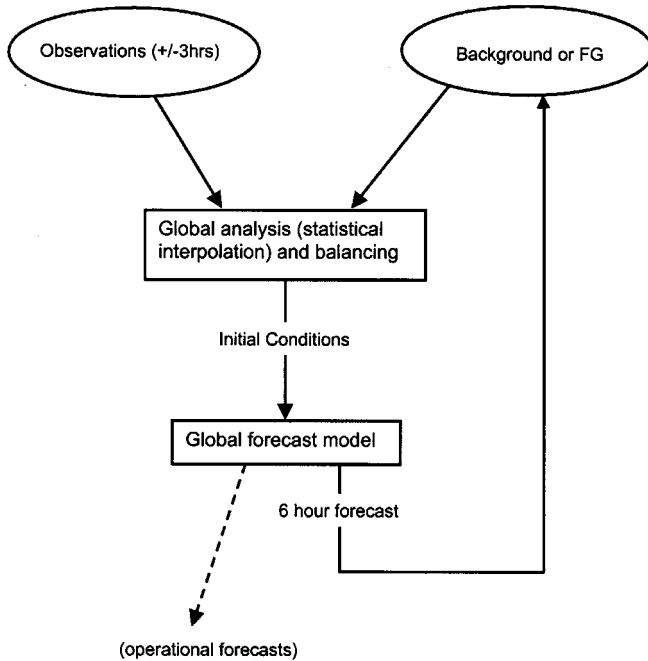 Observations (+/-3hrs)
Background or FG
Global analysis (statistical
interpolation) and balancing
Initial Conditions
Global forecast model
6 hour forecast
(operational forecasts)